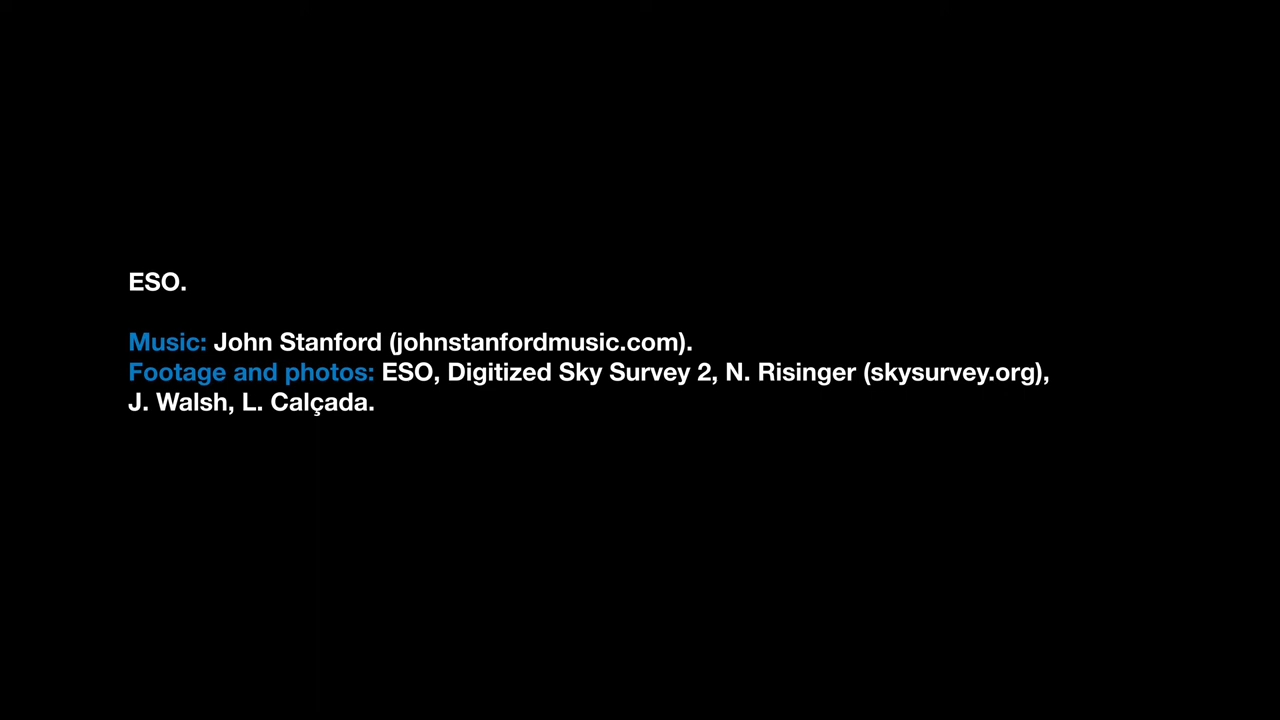 ESO.
Music: John Stanford (johnstanfordmusic.com).
Footage and photos: ESO, Digitized Sky Survey 2, N. Risinger (skysurvey.org),
J. Walsh, L. Calçada.